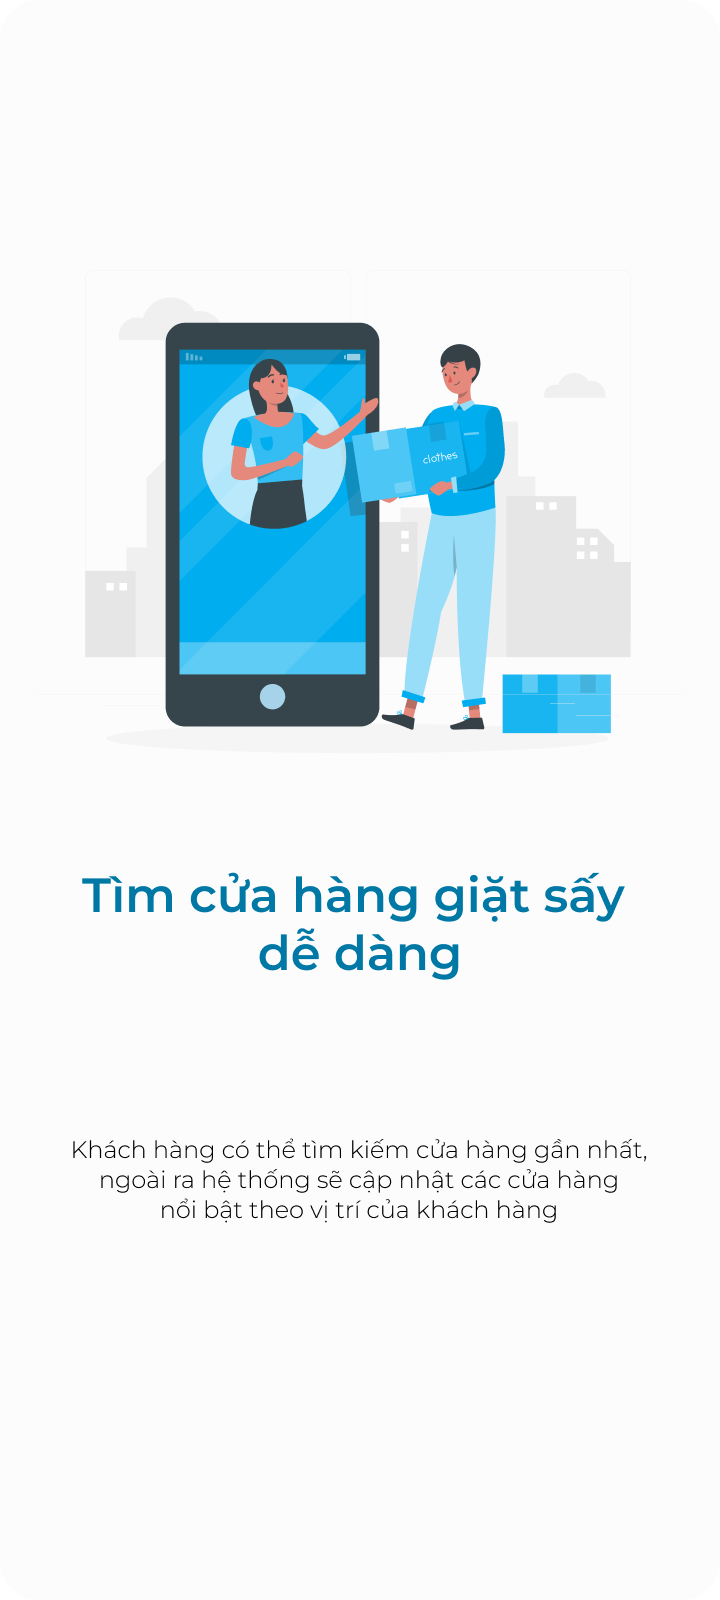 clothes
Tìm cửa hàng giặt sấy
dễ dàng
Khách hàng có thể tìm kiếm cửa hàng gần nhất,
ngoài ra hệ thống sẽ cập nhật các cửa hàng
nổi bật theo vị trí của khách hàng